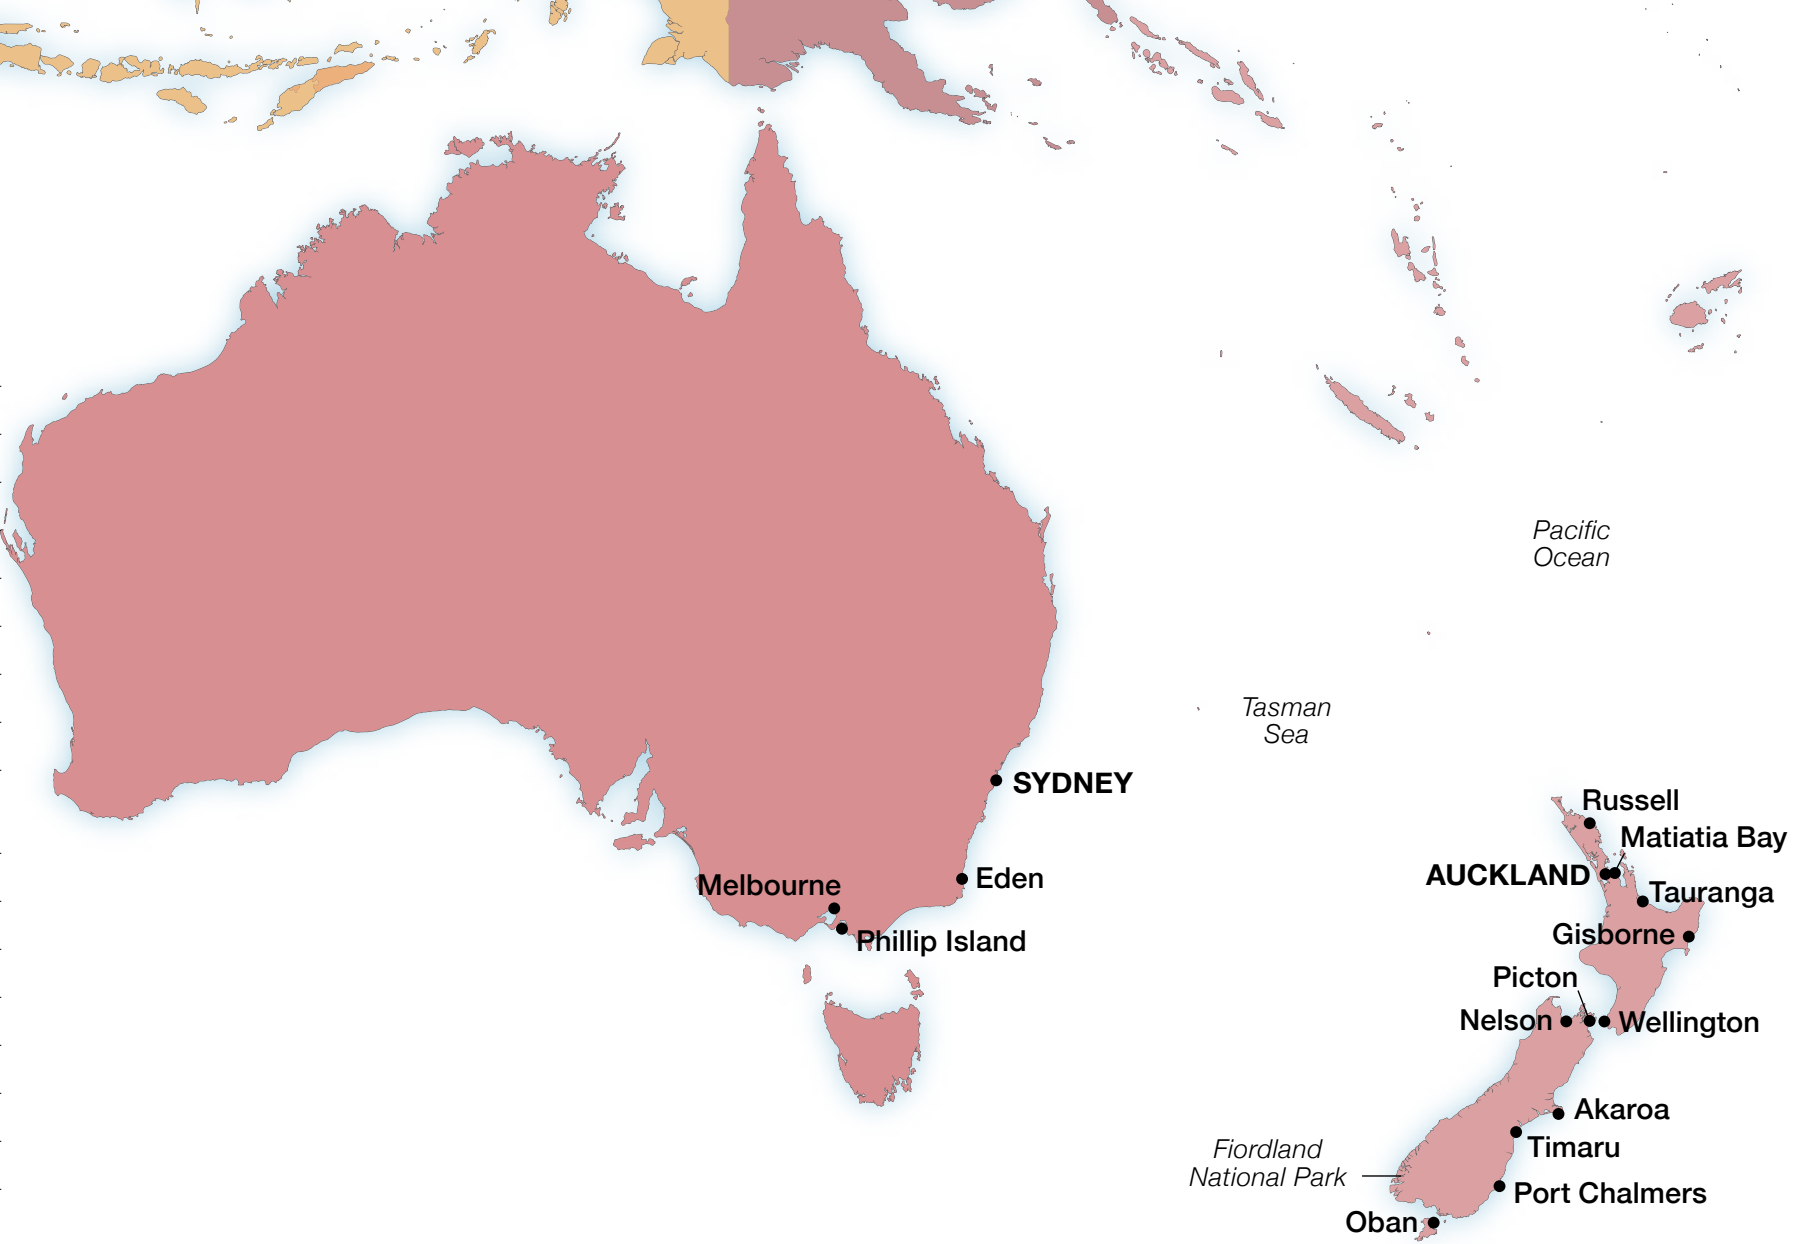 Pacific
Ocean
Tasman
Sea
SYDNEY
Russell
Matiatia Bay
AUCKLAND
Eden
Melbourne
Tauranga
Phillip Island
Gisborne
Picton
Nelson
Wellington
Akaroa
Timaru
Fiordland
National Park
Port Chalmers
Oban